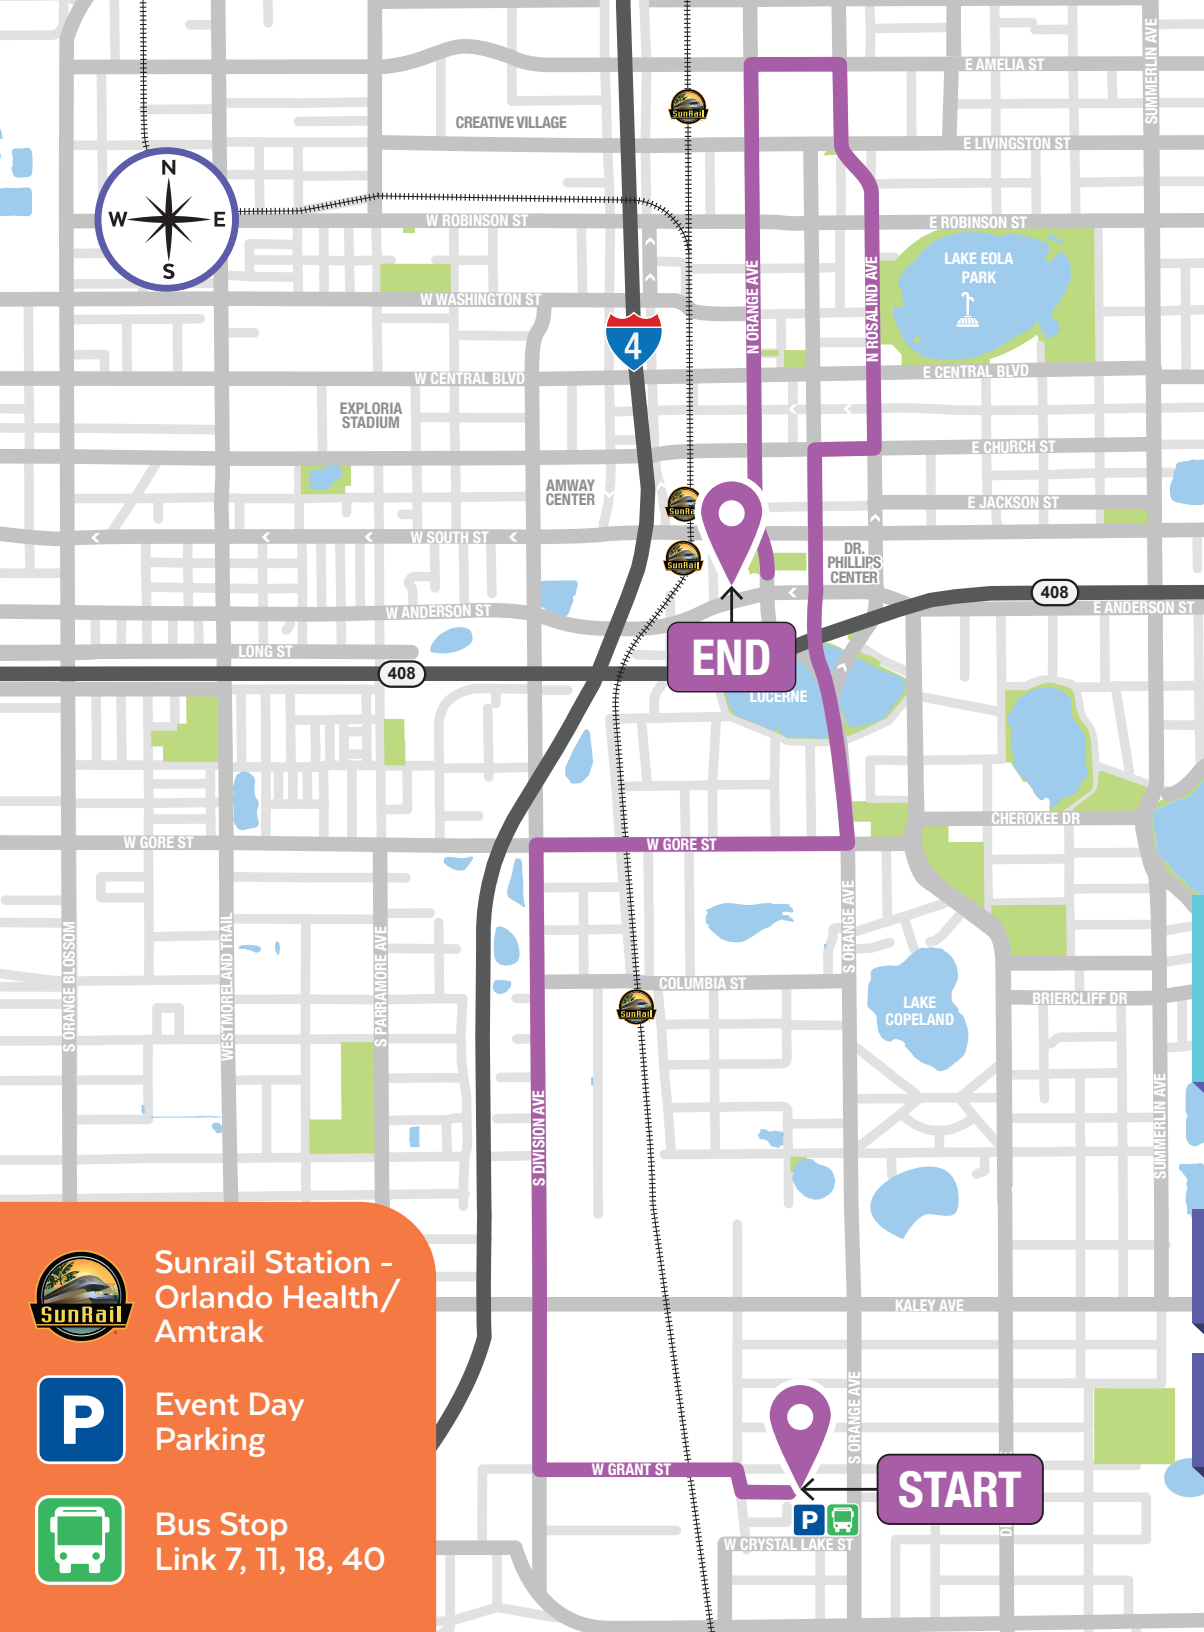 SUMMERLIN AVE
E AMELIA ST
SunRail
CREATIVE VILLAGE
E LIVINGSTON ST
N
W
E
S
W ROBINSON ST
E ROBINSON ST
LAKE EOLA
PARK
N ORANGE AVE
N ROSALIND AVE
W WASHINGTON ST
4
W CENTRAL BLVD
E CENTRAL BLVD
EXPLORIA
STADIUM
E CHURCH ST
AMWAY
CENTER
E JACKSON ST
W SOUTH ST
SunRail
DR.
PHILLIPS
CENTER
408
W ANDERSON ST
E ANDERSON ST
LONG ST
END
408
LUCERNE
CHEROKEE DR
W GORE ST
W GORE ST
S ORANGE BLOSSOM
WESTMORELAND TRAIL
S PARRAMORE AVE
S ORANGE AVE
COLUMBIA ST
BRIERCLIFF DR
LAKE
COPELAND
SunRail
S DIVISION AVE
SUMMERLIN AVE
KALEY AVE
S ORANGE AVE
W GRANT ST
START
P
W CRYSTAL LAKE ST
SunRail
Sunrail Station -
Orlando Health/
Amtrak
P
Event Day
Parking
Bus Stop
Link 7, 11, 18, 40